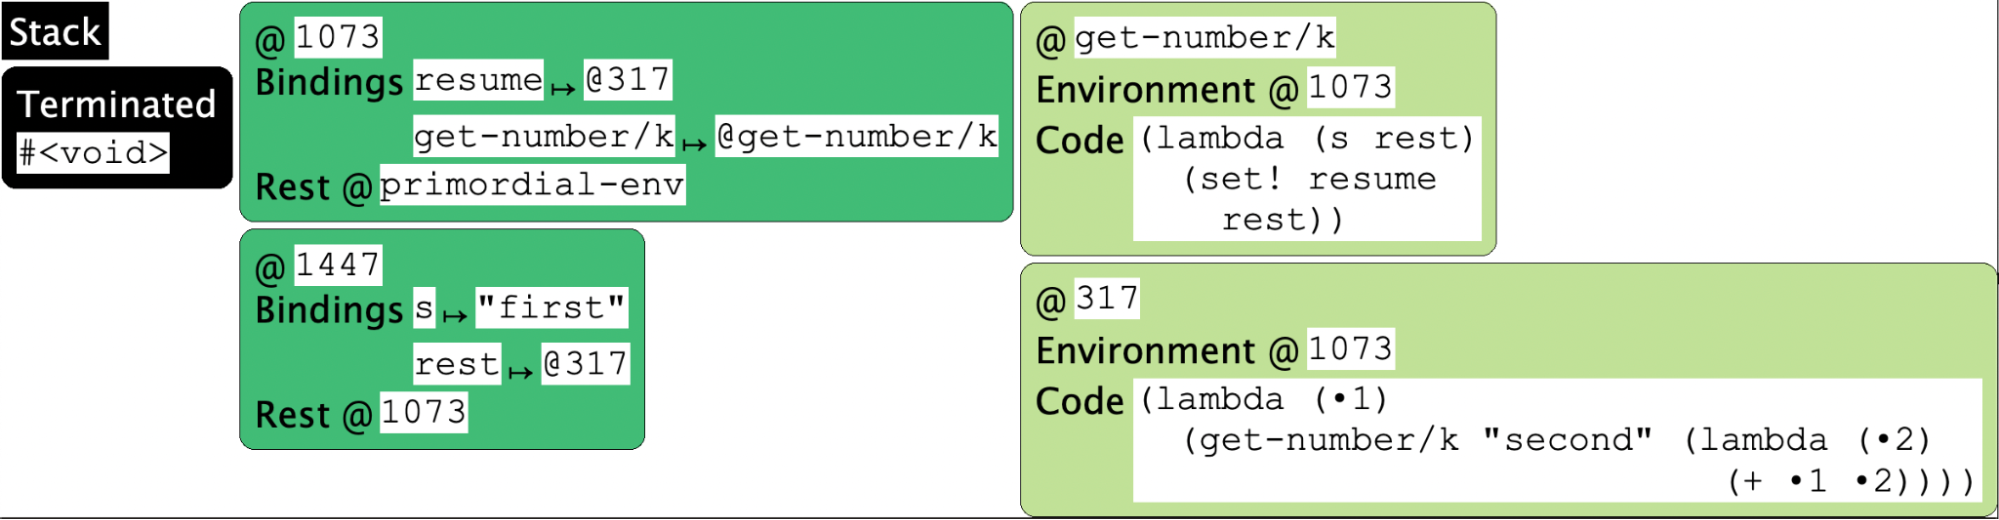 Stack
Terminated
#<void>
@ 1073
Bindings resume ↦ @317
get-number/k ↦ @get-number/k
Rest @ primordial-env
@ 1447
Bindings s ↦ "first"
rest ↦ @317
Rest @ 1073
@ get-number/k
Environment @ 1073
Code (lambda (s rest)
(set! resume
rest))
@ 317
Environment @ 1073
Code (lambda (•1)
(get-number/k "second" (lambda (•2)
(+ •1 •2))))